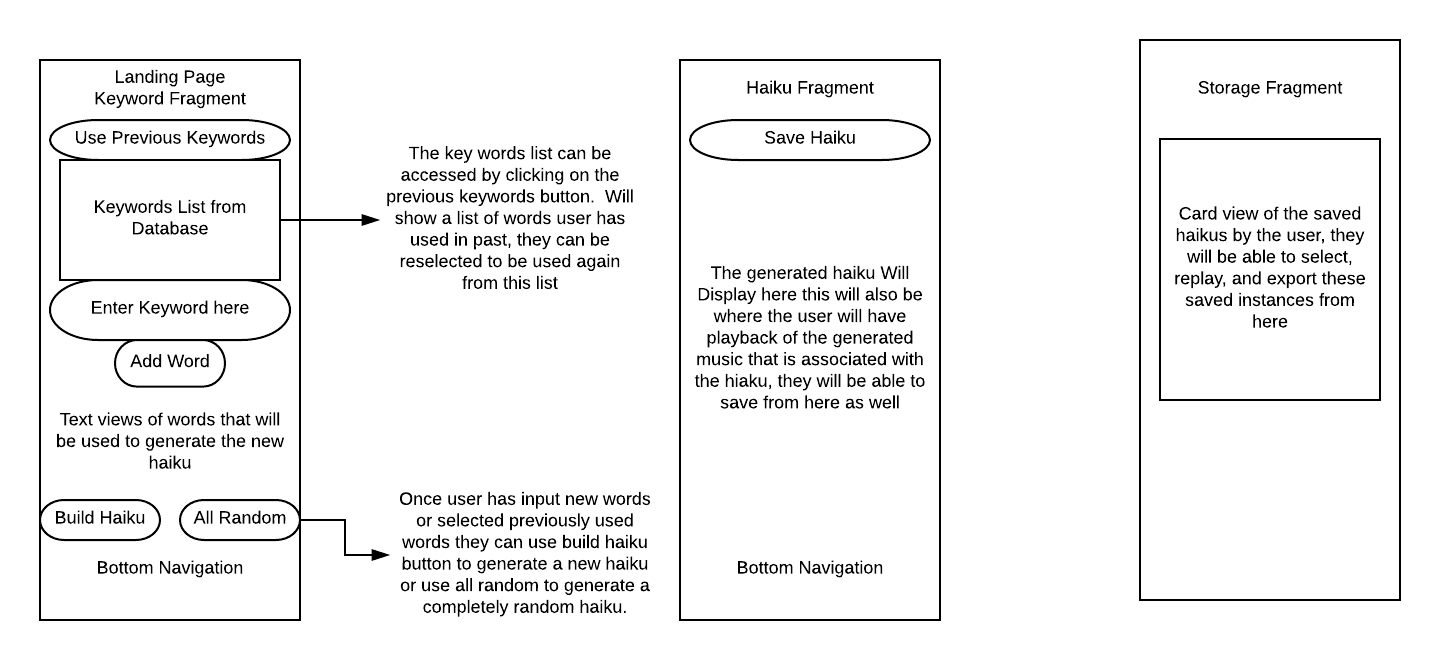 Landing Page
Keyword Fragment
Use Previous Keywords
Keywords List from
Database
Enter Keyword here
Add Word
Text views of words that will
be used to generate the new
haiku
Build Haiku
All Random
Bottom Navigation
The key words list can be
accessed by clicking on the
previous keywords button.  Will
show a list of words user has
used in past, they can be
reselected to be used again
from this list
Once user has input new words
or selected previously used
words they can use build haiku
button to generate a new haiku
or use all random to generate a
completely random haiku.
Haiku Fragment
Save Haiku
The generated haiku Will
Display here this will also be
where the user will have
playback of the generated
music that is associated with
the hiaku, they will be able to
save from here as well
Bottom Navigation
Storage Fragment
Card view of the saved
haikus by the user, they
will be able to select,
replay, and export these
saved instances from
here